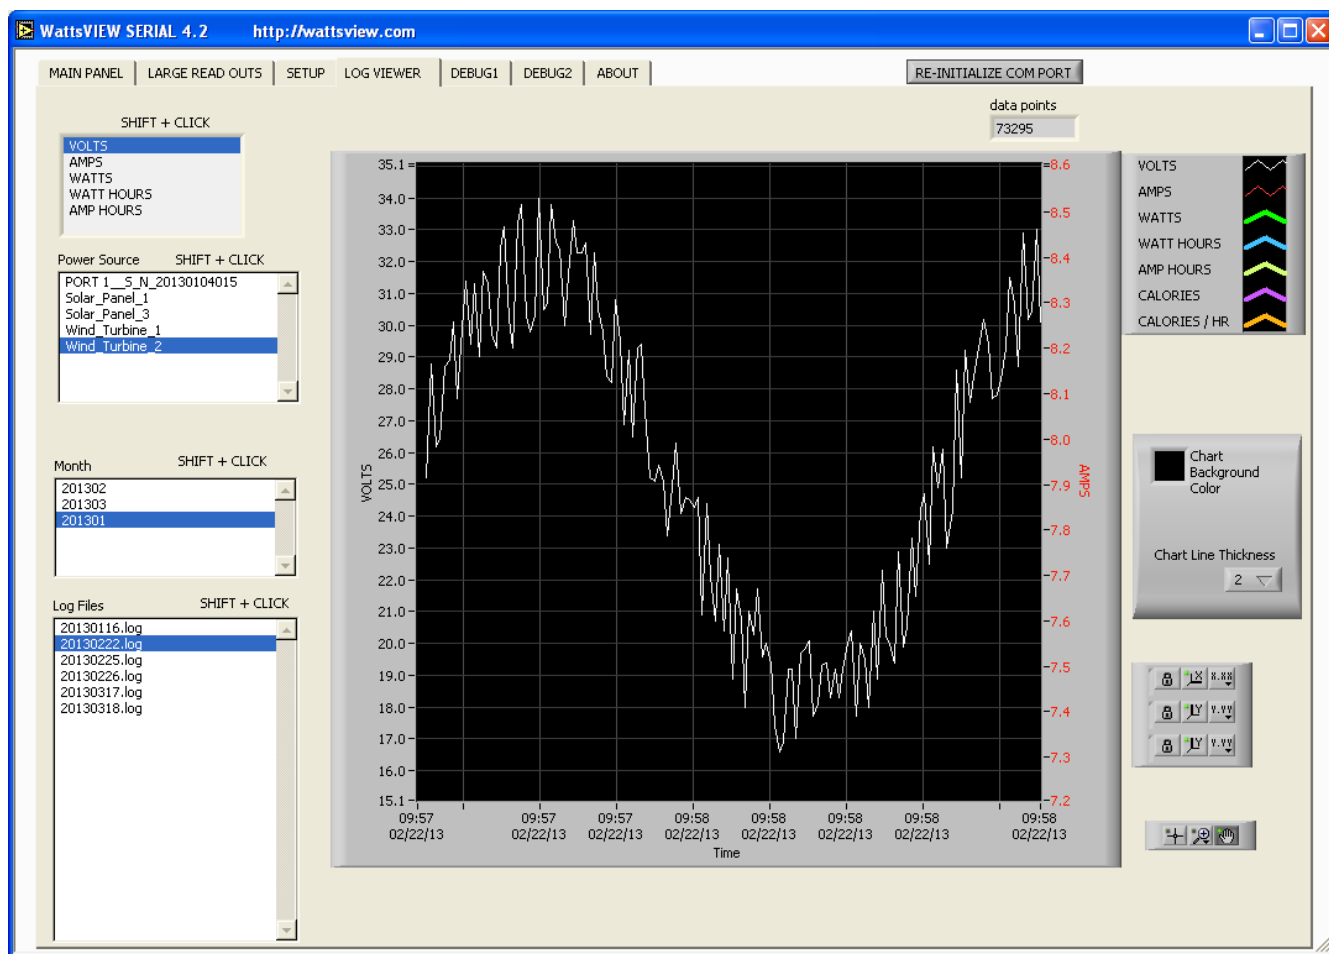 WattsVIEW SERIAL 4.2 http://wattsview.com
MAIN PANEL LARGE READ OUTS SETUP LOG VIEWER DEBUG1 DEBUG2 ABOUT RE-INITIALIZE COM PORT
data points
73295
SHIFT + CLICK
VOLTS
AMPS
WATTS
WATT HOURS
AMP HOURS
Power Source SHIFT + CLICK
PORT 1__S_N_20130104015
Solar_Panel_1
Solar_Panel_3
Wind_Turbine_1
Wind_Turbine_2
Month SHIFT + CLICK
201302
201303
201301
Log Files SHIFT + CLICK
20130116.log
20130222.log
20130225.log
20130226.log
20130317.log
20130318.log
VOLTS
35.1
34.0
33.0
32.0
31.0
30.0
29.0
28.0
27.0
26.0
25.0
24.0
23.0
22.0
21.0
20.0
19.0
18.0
17.0
16.0
15.1
8.6
8.5
8.4
8.3
8.2
8.1
8.0
7.9
7.8
7.7
7.6
7.5
7.4
7.3
7.2
AMPS
09:57 09:57 09:57 09:58 09:58 09:58 09:58 09:58
02/22/13 02/22/13 02/22/13 02/22/13 02/22/13 02/22/13 02/22/13 02/22/13
Time
VOLTS
AMPS
WATTS
WATT HOURS
AMP HOURS
CALORIES
CALORIES / HR
Chart
Background
Color
Chart Line Thickness
2
X X.XX
Y Y.YY
Y Y.YY